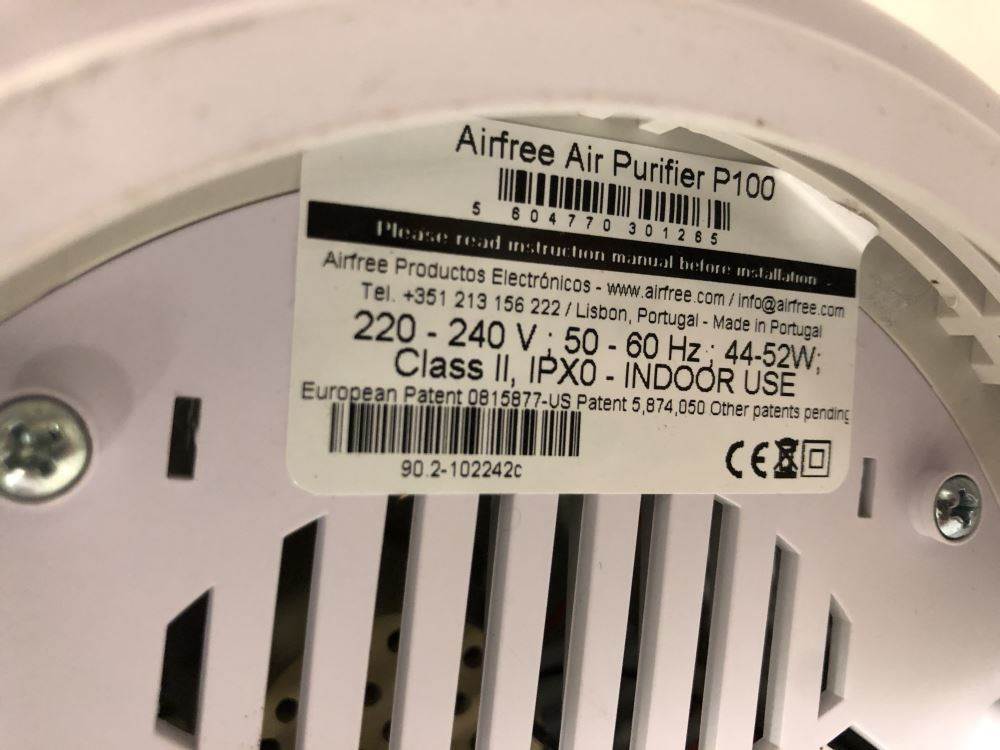 Airfree Air Purifier P100
5 604770 301265
Please read instruction manual before installation
Airfree Productos Electrónicos - www.airfree.com / info@airfree.com
Tel. +351 213 156 222 / Lisbon, Portugal - Made in Portugal
220 - 240 V ; 50 - 60 Hz ; 44-52W;
Class II, IPX0 - INDOOR USE
European Patent 0815877-US Patent 5,874,050 Other patents pending
90.2-102242c
CE